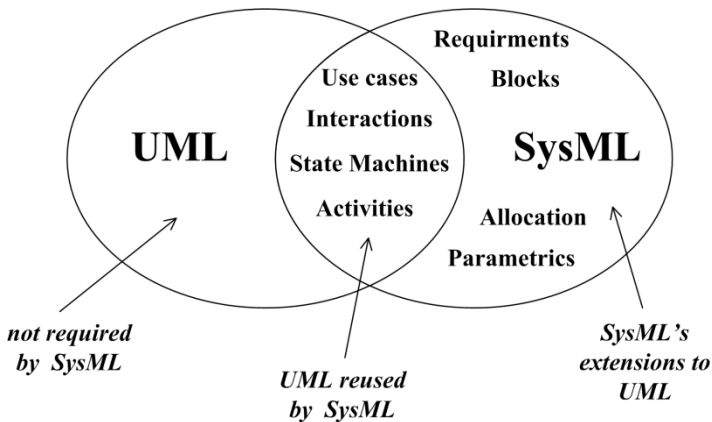 Requirments
Blocks
Use cases
Interactions
UML
State Machines
SysML
Activities
Allocation
Parametrics
not required
by SysML
UML reused
by SysML
SysML's
extensions to
UML